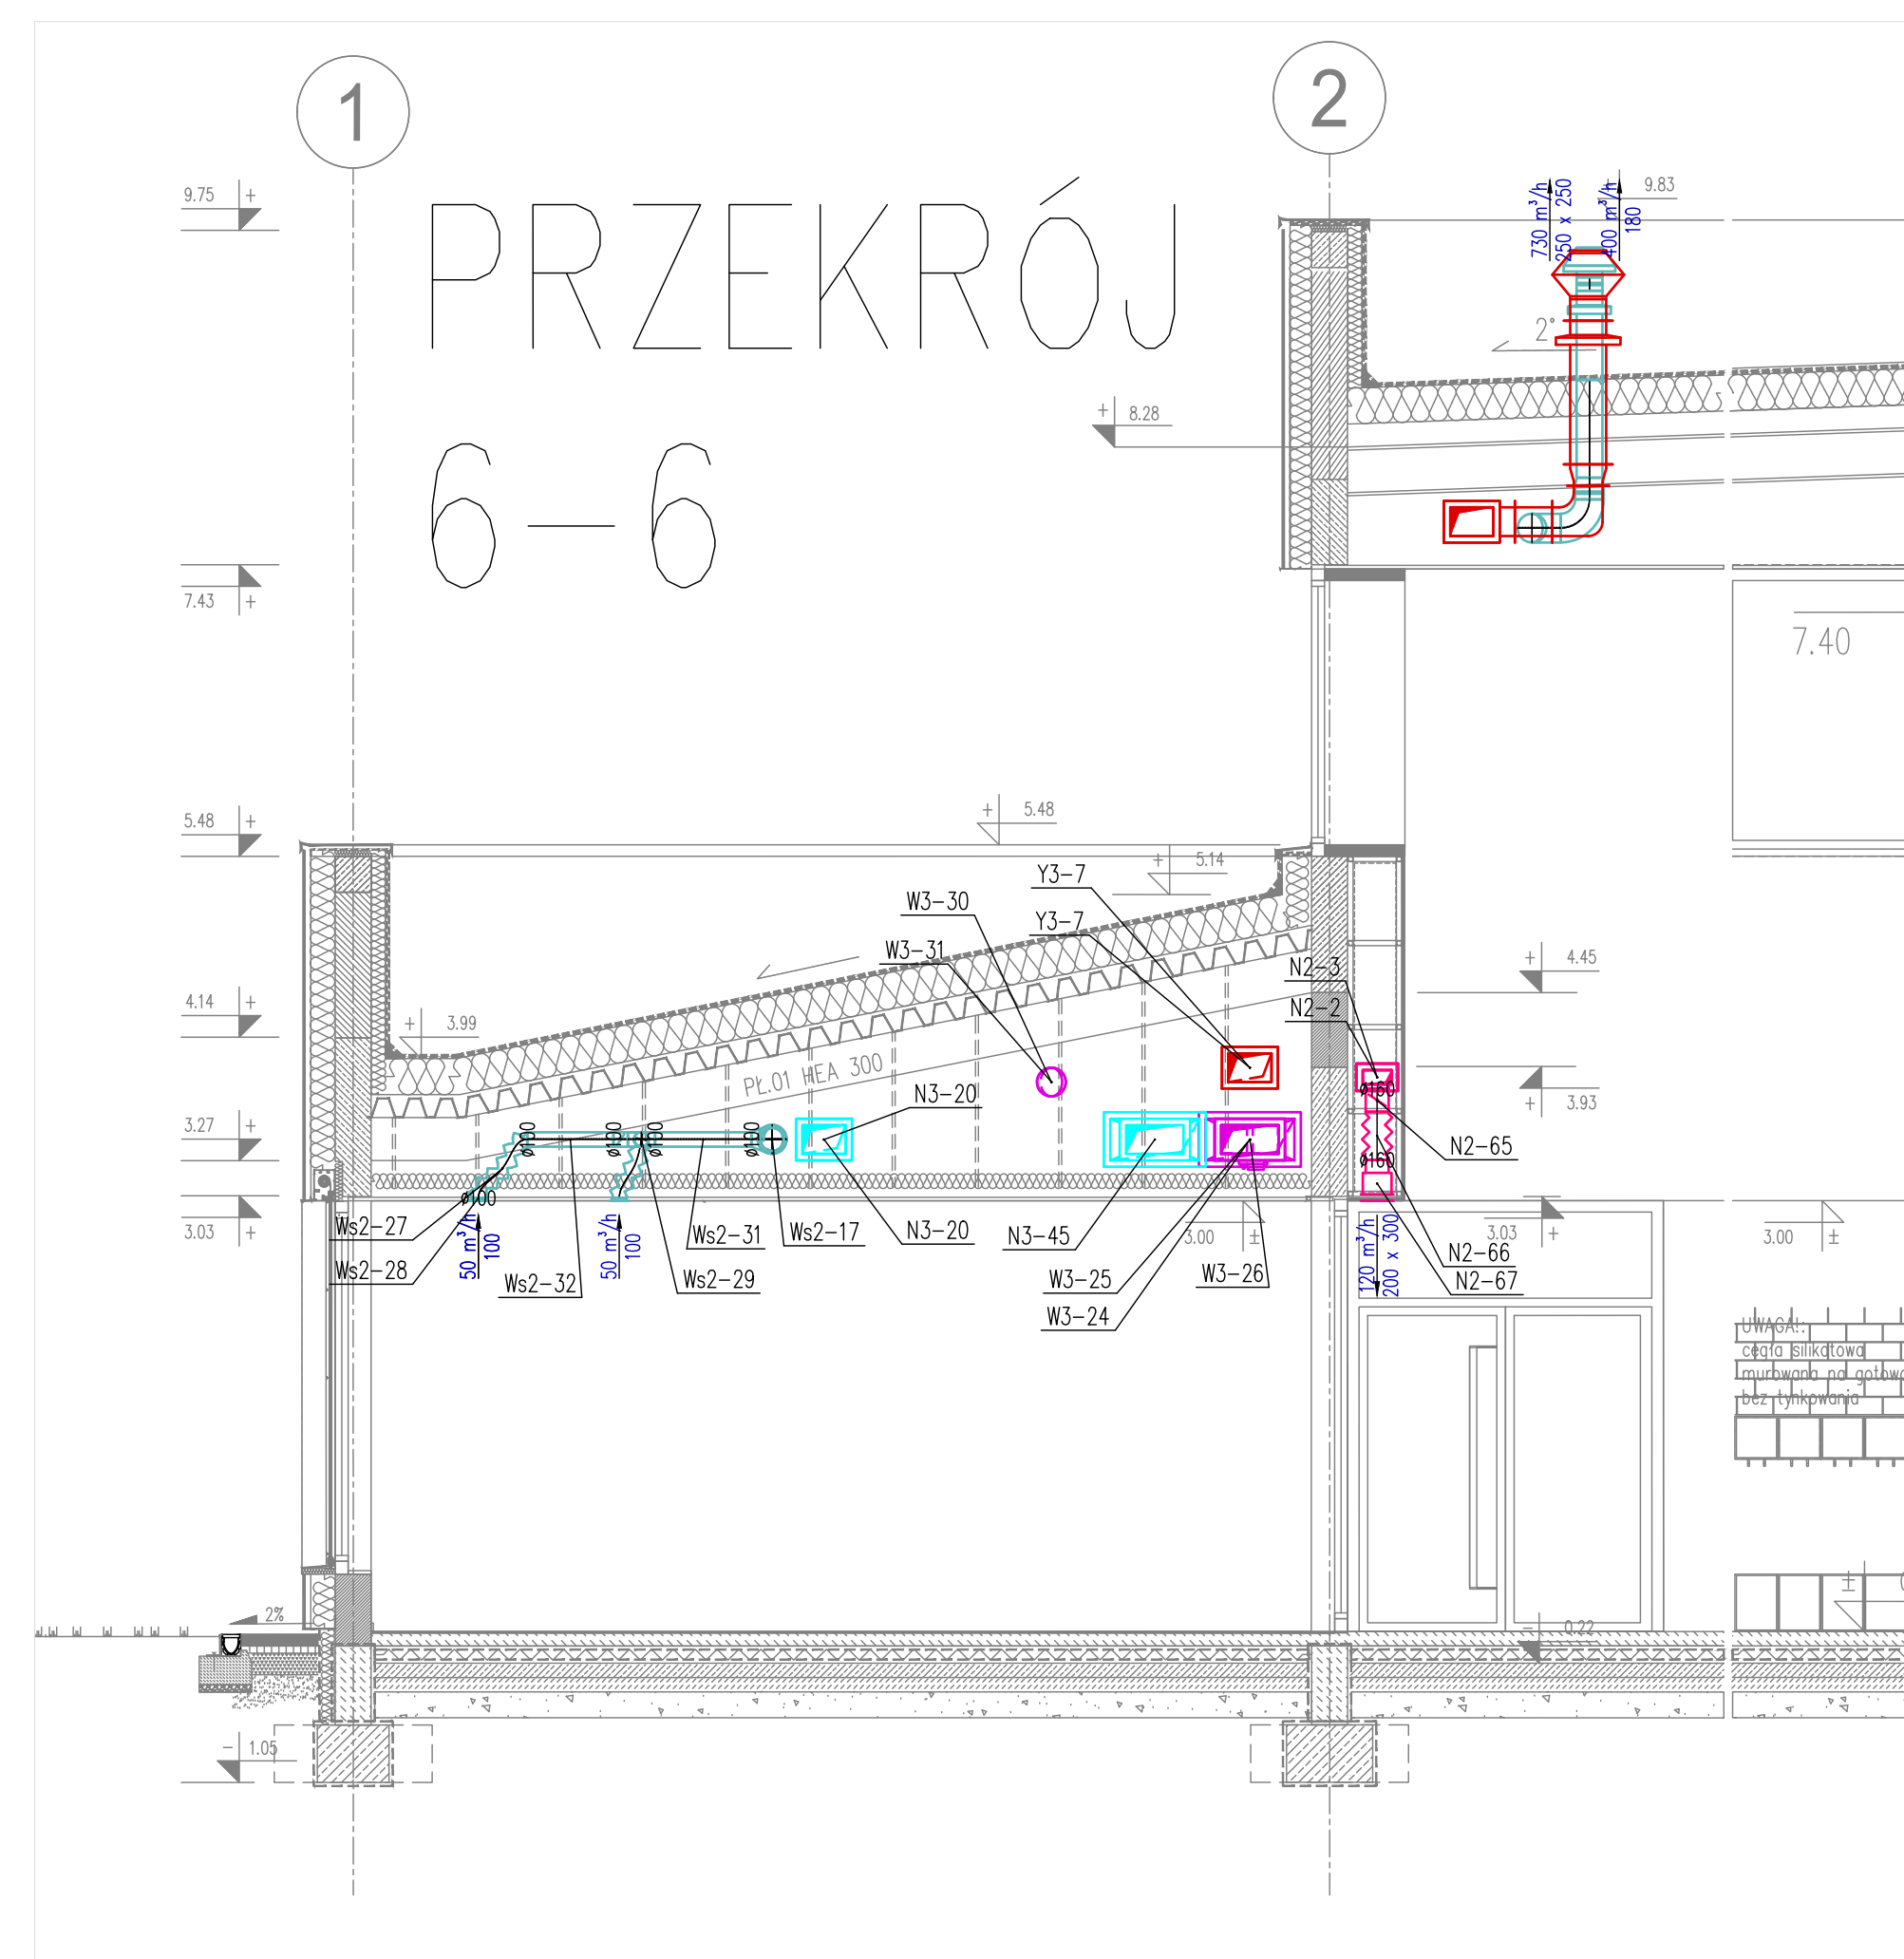 1
2
PRZEKRÓJ
6-6
9.75 +
730 m³/h
250 x 250
400 m³/h
180
9.83
2°
+ 8.28
7.43 +
7.40
5.48 +
+ 5.48
+ 5.14
Y3-7
W3-30
Y3-7
W3-31
N2-3
+ 4.45
N2-2
4.14 +
+ 3.99
PŁ.01 HEA 300
N3-20
ø160
+ 3.93
3.27 +
ø100
ø100
ø100
ø100
N2-65
ø160
ø100
3.03 +
Ws2-27
50 m³/h
100
50 m³/h
100
Ws2-31
Ws2-17
N3-20
N3-45
3.00 ±
120 m³/h
200 x 300
3.03 +
3.00 ±
N2-66
Ws2-28
Ws2-32
Ws2-29
W3-25
W3-26
N2-67
W3-24
UWAGA!:
cegła silikatowa
murowana na gotowo
bez tynkowania
±
2%
- 0.22
- 1.05